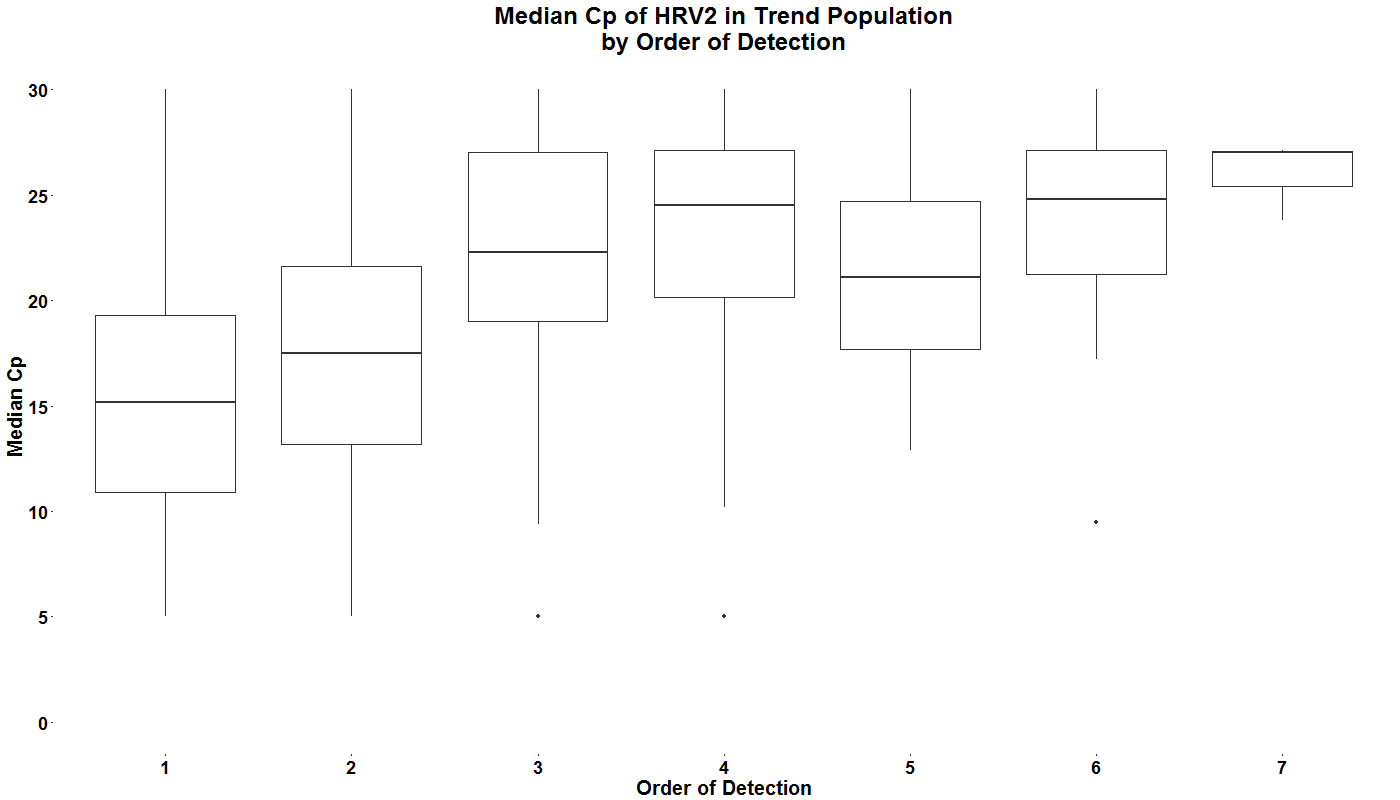 Median Cp of HRV2 in Trend Population
by Order of Detection
30
25
20
15
10
5
0
Median Cp
1 2 3 4 5 6 7
Order of Detection